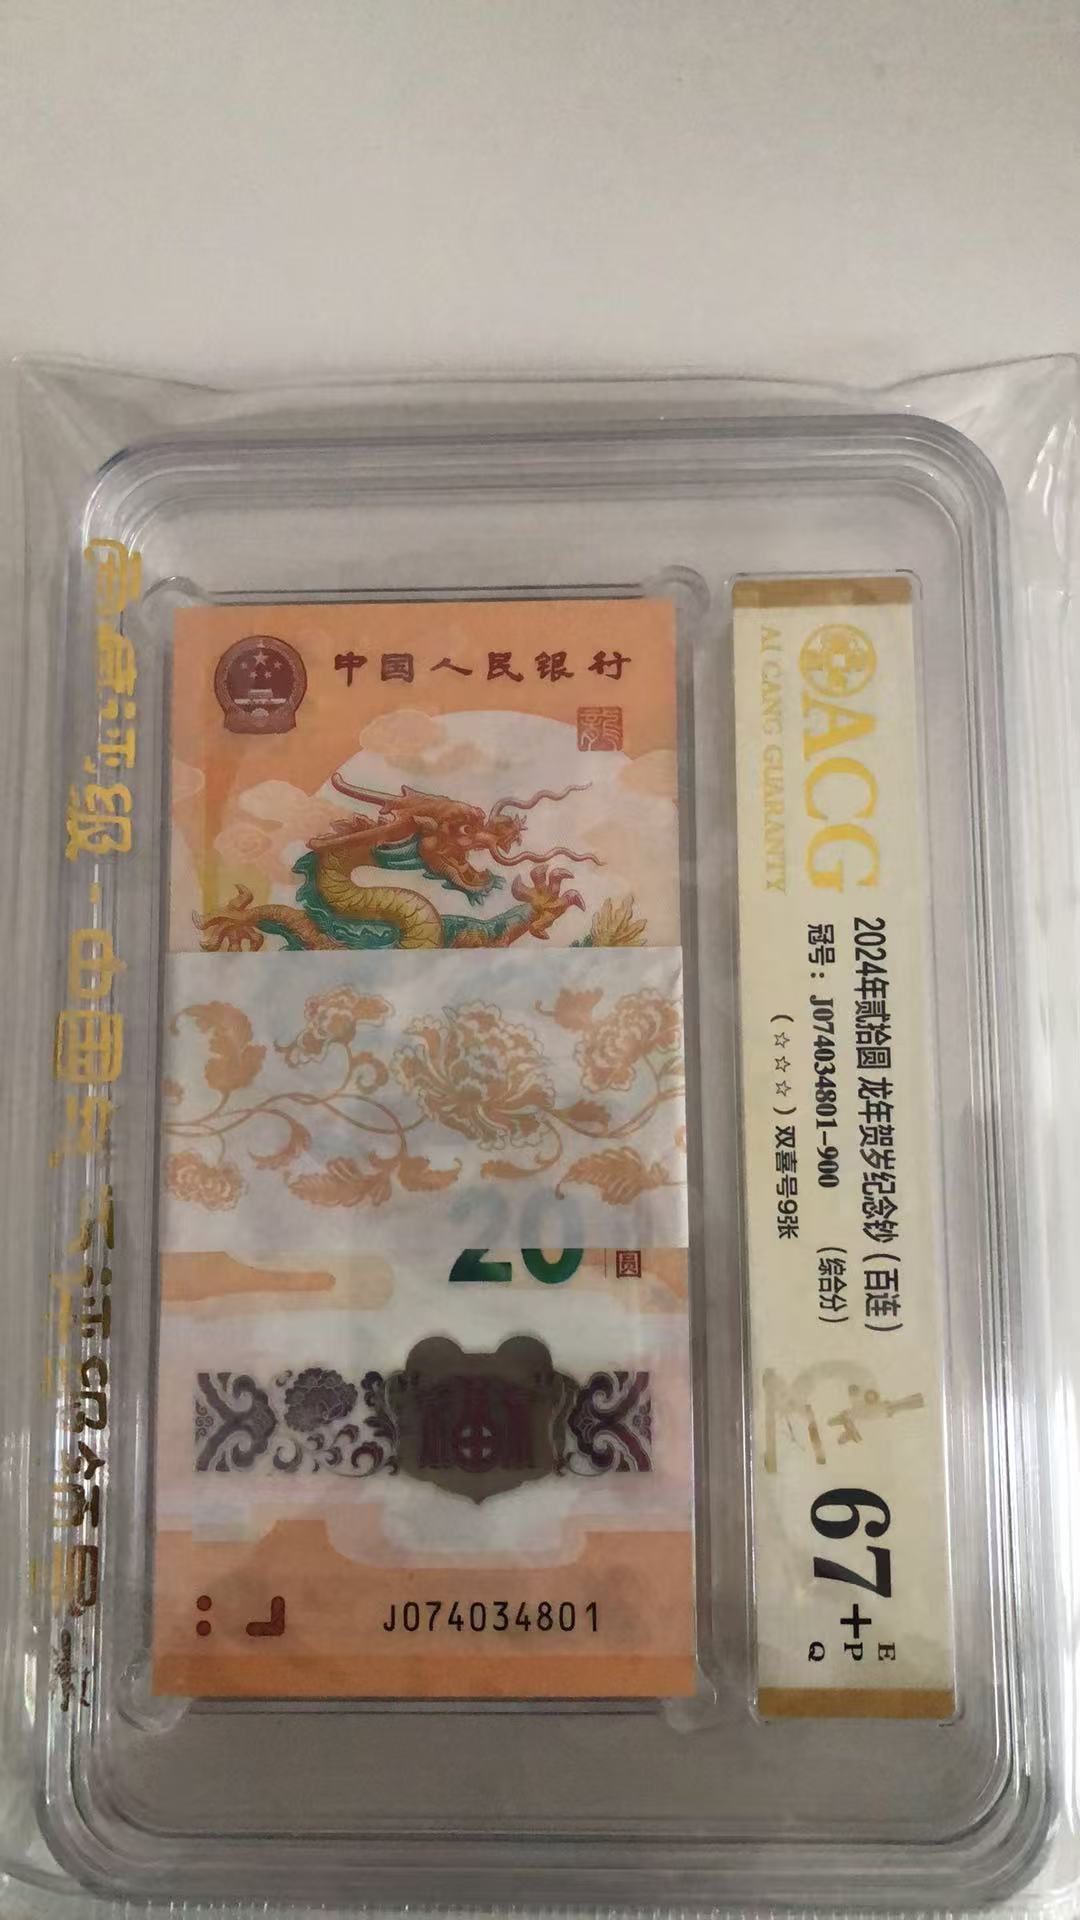 中国人民银行
龍
20
圆
J074034801
ACG
AI CANG GUARANTY
2024年贰拾圆 龙年贺岁纪念钞（百连）
冠号：J074034801-900 （综合分）
（☆☆☆）双喜号9张
67+
E
P
Q